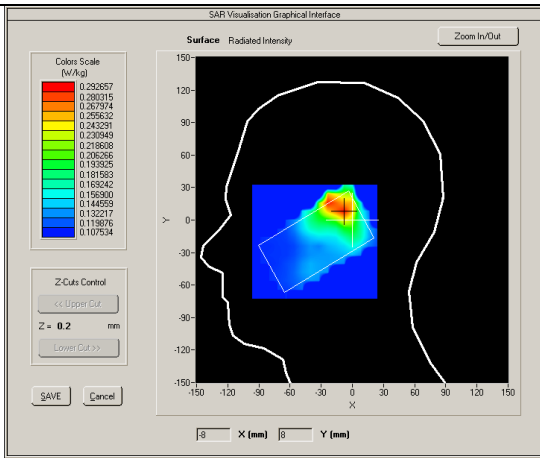 SAR Visualisation Graphical Interface
Surface Radiated Intensity
Zoom In/Out
Colors Scale
(W/kg)
0.292657
0.280315
0.267974
0.255632
0.243291
0.230949
0.218608
0.206266
0.193925
0.181583
0.169242
0.156900
0.144559
0.132217
0.119876
0.107534
Z-Cuts Control
<< Upper Cut
Z = 0.2 mm
Lower Cut >>
SAVE Cancel
150
120
90
60
30
0
-30
-60
-90
-120
-150
Y
-150 -120 -90 -60 -30 0 30 60 90 120 150
X
-8 X (mm) 8 Y (mm)